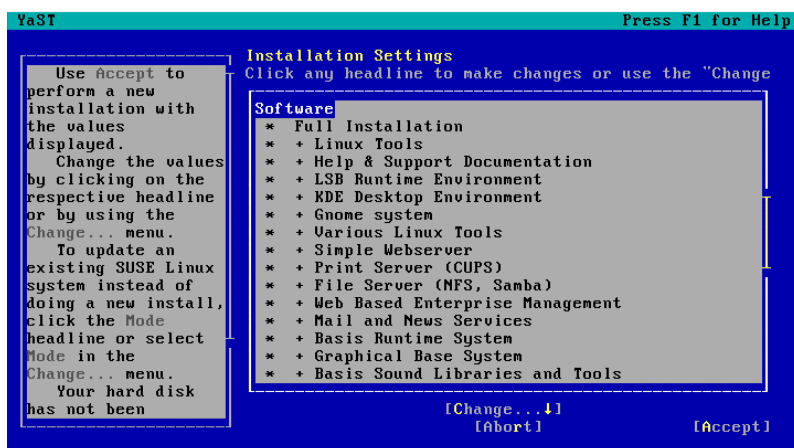 YaST Press F1 for Help
Use Accept to
perform a new
installation with
the values
displayed.
Change the values
by clicking on the
respective headline
or by using the
Change... menu.
To update an
existing SUSE Linux
system instead of
doing a new install,
click the Mode
headline or select
Mode in the
Change... menu.
Your hard disk
has not been
Installation Settings
Click any headline to make changes or use the "Change
Software
* Full Installation
* + Linux Tools
* + Help & Support Documentation
* + LSB Runtime Environment
* + KDE Desktop Environment
* + Gnome system
* + Various Linux Tools
* + Simple Webserver
* + Print Server (CUPS)
* + File Server (NFS, Samba)
* + Web Based Enterprise Management
* + Mail and News Services
* + Basis Runtime System
* + Graphical Base System
* + Basis Sound Libraries and Tools
[Change...↓]
[Abort] [Accept]